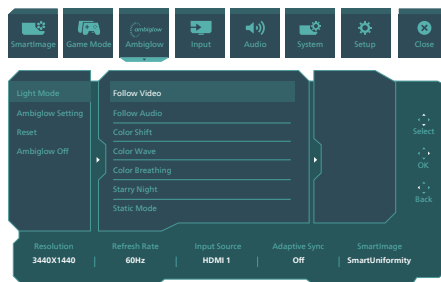 ambiglow
SmartImage Game Mode Ambiglow Input Audio System Setup Close
Light Mode
Ambiglow Setting
Reset
Ambiglow Off
Follow Video
Follow Audio
Color Shift
Color Wave
Color Breathing
Starry Night
Static Mode
Select
OK
Back
Resolution Refresh Rate Input Source Adaptive Sync SmartImage
3440X1440 | 60Hz | HDMI 1 | Off | SmartUniformity